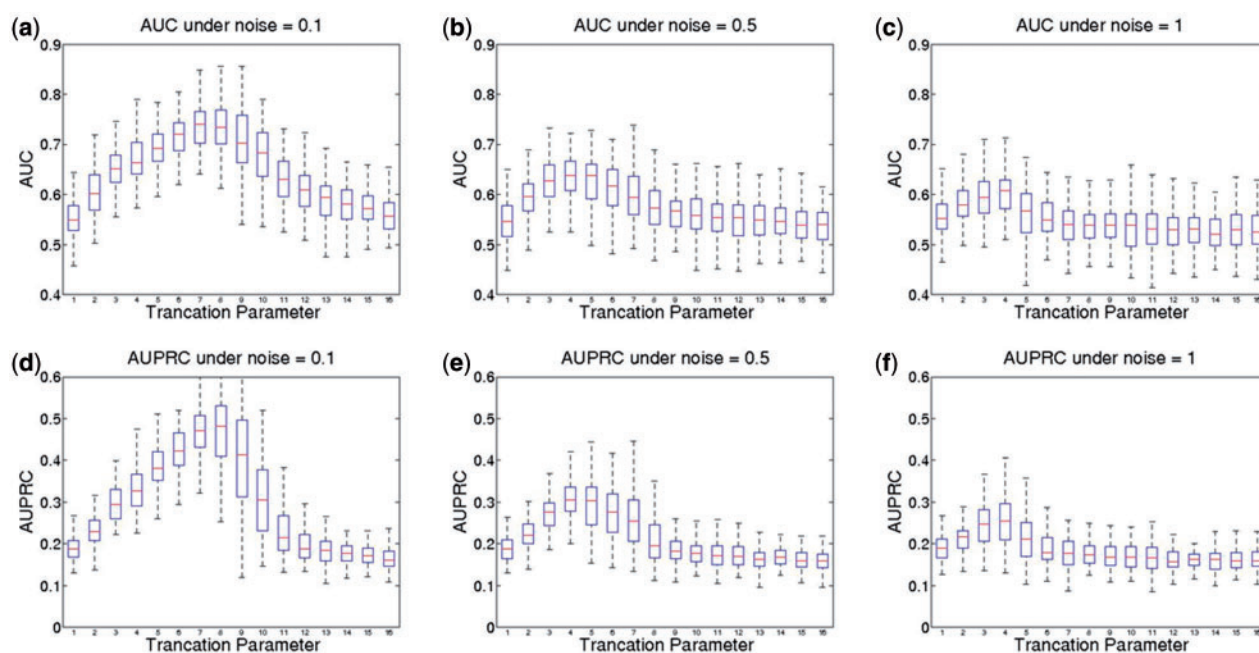 (a) AUC under noise = 0.1
0.9
0.8
0.7
0.6
0.5
0.4
AUC
1 2 3 4 5 6 7 8 9 10 11 12 13 14 15 16
Trancation Parameter
(b) AUC under noise = 0.5
0.9
0.8
0.7
0.6
0.5
0.4
AUC
1 2 3 4 5 6 7 8 9 10 11 12 13 14 15 16
Trancation Parameter
(c) AUC under noise = 1
0.9
0.8
0.7
0.6
0.5
0.4
AUC
1 2 3 4 5 6 7 8 9 10 11 12 13 14 15 16
Trancation Parameter
(d) AUPRC under noise = 0.1
0.6
0.5
0.4
0.3
0.2
0.1
0
AUPRC
1 2 3 4 5 6 7 8 9 10 11 12 13 14 15 16
Trancation Parameter
(e) AUPRC under noise = 0.5
0.6
0.5
0.4
0.3
0.2
0.1
0
AUPRC
1 2 3 4 5 6 7 8 9 10 11 12 13 14 15 16
Trancation Parameter
(f) AUPRC under noise = 1
0.6
0.5
0.4
0.3
0.2
0.1
0
AUPRC
1 2 3 4 5 6 7 8 9 10 11 12 13 14 15 16
Trancation Parameter